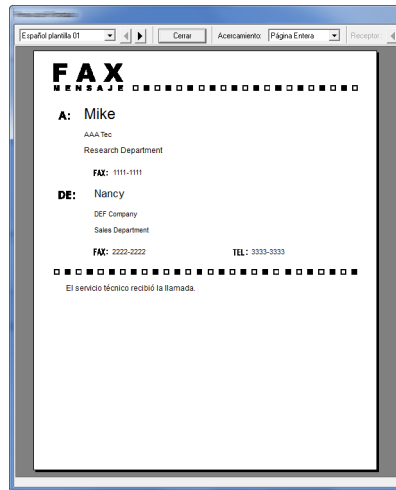 Español plantilla 01 Cerrar Acercamiento: Página Entera Receptor:
FAX
MENSAJE
A: Mike
AAA Tec
Research Department
FAX: 1111-1111
DE: Nancy
DEF Company
Sales Department
FAX: 2222-2222 TEL: 3333-3333
El servicio técnico recibió la llamada.